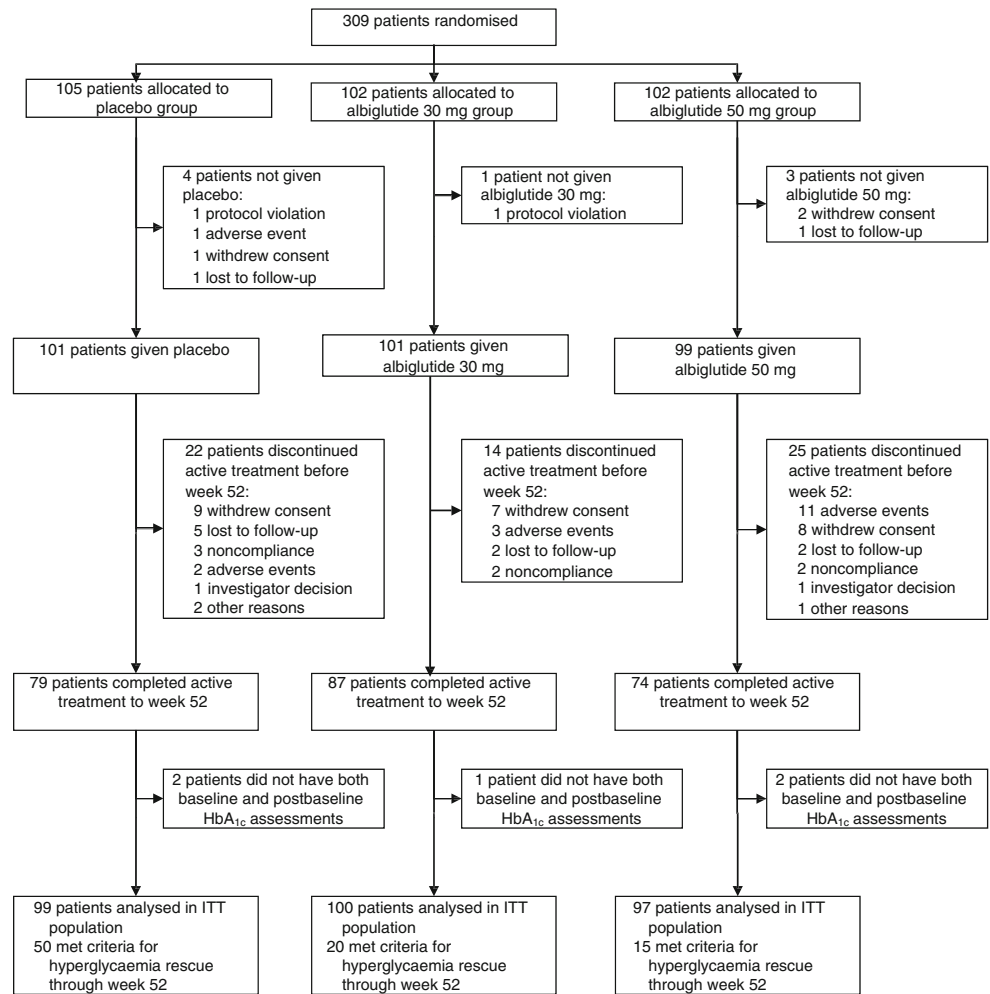 309 patients randomised
105 patients allocated to
placebo group
102 patients allocated to
albiglutide 30 mg group
102 patients allocated to
albiglutide 50 mg group
4 patients not given
placebo:
1 protocol violation
1 adverse event
1 withdrew consent
1 lost to follow-up
1 patient not given
albiglutide 30 mg:
1 protocol violation
3 patients not given
albiglutide 50 mg:
2 withdrew consent
1 lost to follow-up
101 patients given placebo
101 patients given
albiglutide 30 mg
99 patients given
albiglutide 50 mg
22 patients discontinued
active treatment before
week 52:
9 withdrew consent
5 lost to follow-up
3 noncompliance
2 adverse events
1 investigator decision
2 other reasons
14 patients discontinued
active treatment before
week 52:
7 withdrew consent
3 adverse events
2 lost to follow-up
2 noncompliance
25 patients discontinued
active treatment before
week 52:
11 adverse events
8 withdrew consent
2 lost to follow-up
2 noncompliance
1 investigator decision
1 other reasons
79 patients completed active
treatment to week 52
87 patients completed active
treatment to week 52
74 patients completed active
treatment to week 52
2 patients did not have both
baseline and postbaseline
HbA1c assessments
1 patient did not have both
baseline and postbaseline
HbA1c assessments
2 patients did not have both
baseline and postbaseline
HbA1c assessments
99 patients analysed in ITT
population
50 met criteria for
hyperglycaemia rescue
through week 52
100 patients analysed in ITT
population
20 met criteria for
hyperglycaemia rescue
through week 52
97 patients analysed in ITT
population
15 met criteria for
hyperglycaemia rescue
through week 52